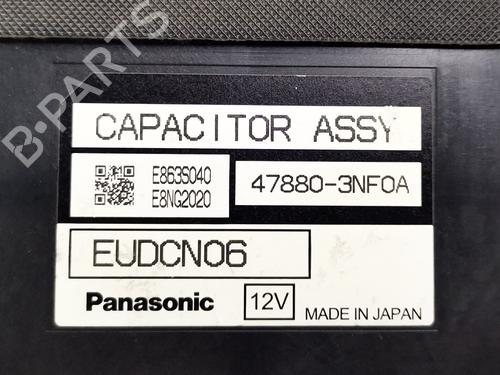 B-PARTS
CAPACITOR ASSY
E863S040
E8NG2020
47880-3NF0A
EUDCN06
Panasonic
12V
MADE IN JAPAN